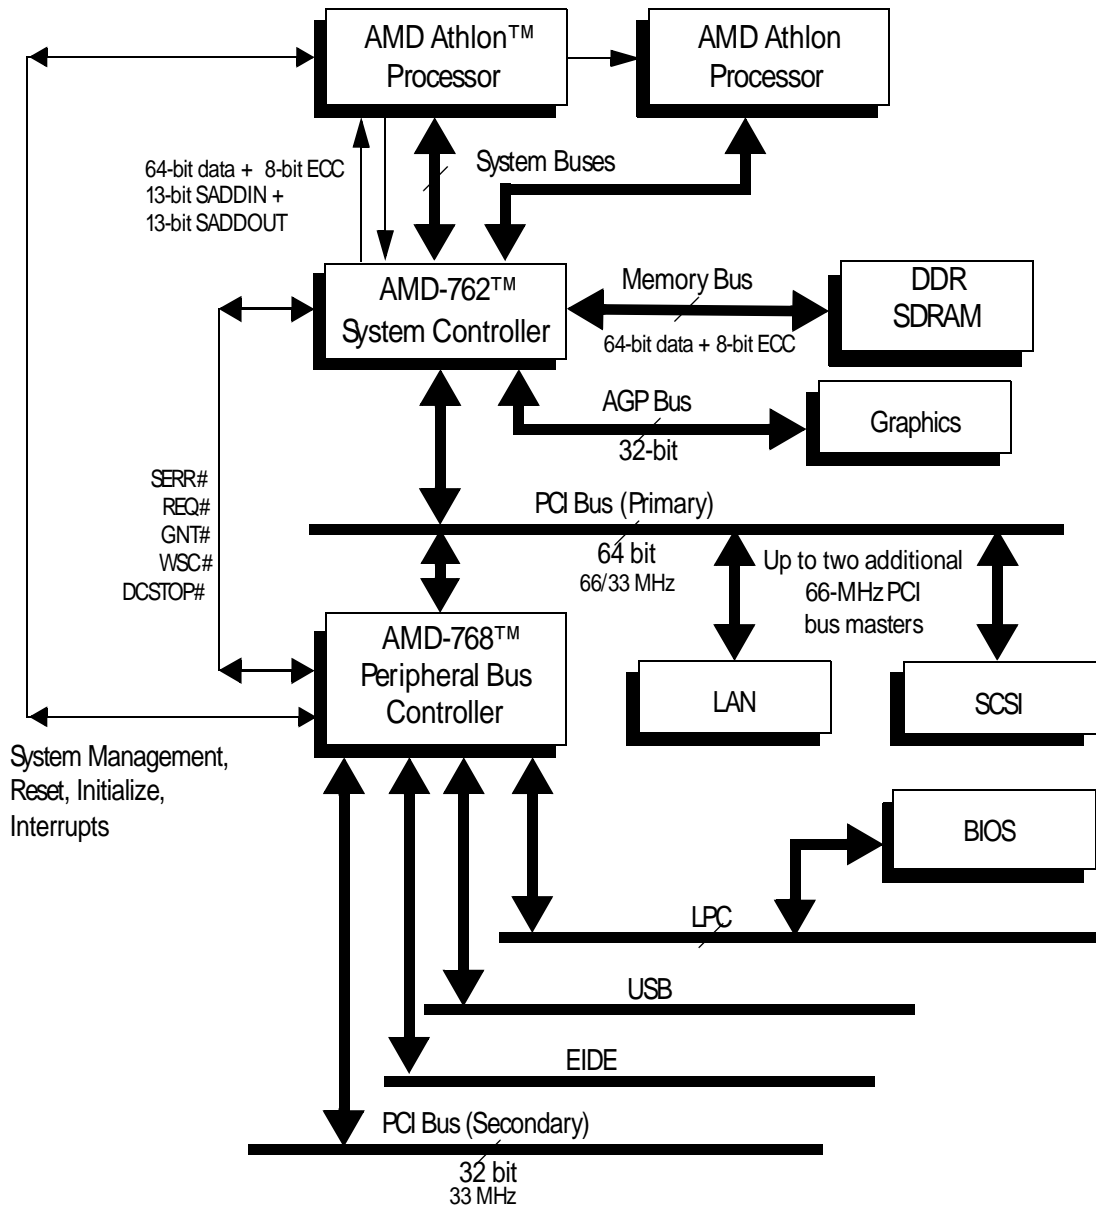 AMD Athlon™
Processor
AMD Athlon
Processor
64-bit data + 8-bit ECC
13-bit SADDIN +
13-bit SADDOUT
System Buses
AMD-762™
System Controller
Memory Bus
64-bit data + 8-bit ECC
DDR
SDRAM
AGP Bus
32-bit
Graphics
SERR#
REQ#
GNT#
WSC#
DCSTOP#
PCI Bus (Primary)
64 bit
66/33 MHz
Up to two additional
66-MHz PCI
bus masters
AMD-768™
Peripheral Bus
Controller
LAN
SCSI
System Management,
Reset, Initialize,
Interrupts
BIOS
LPC
USB
EIDE
PCI Bus (Secondary)
32 bit
33 MHz